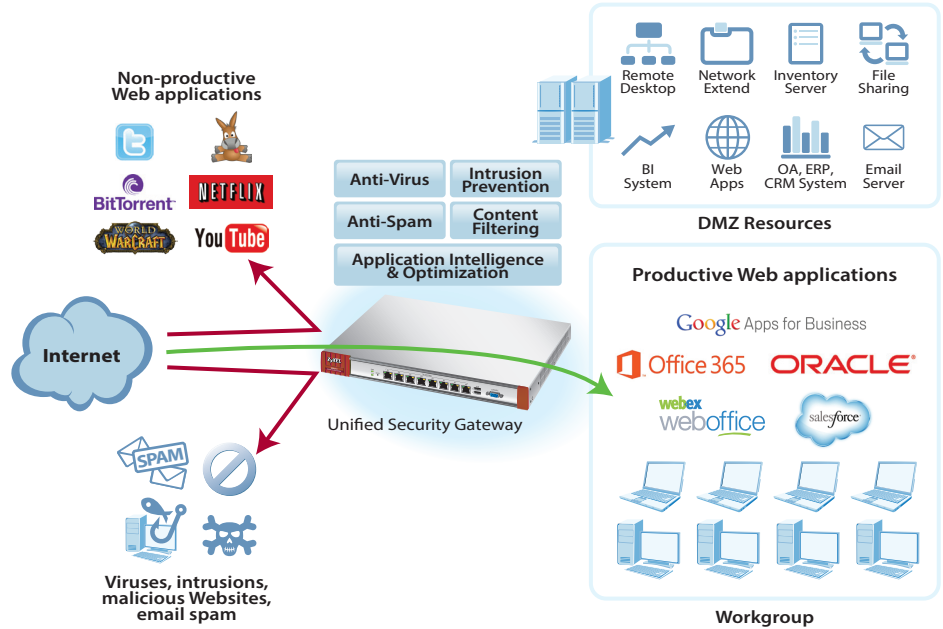 Non-productive
Web applications
BitTorrent
NETFLIX
WORLD
WARCRAFT
YouTube
Internet
SPAM
Viruses, intrusions,
malicious Websites,
email spam
Anti-Virus
Intrusion
Prevention
Anti-Spam
Content
Filtering
Application Intelligence
& Optimization
ZyXEL
Unified Security Gateway
Remote
Desktop
Network
Extend
Inventory
Server
File
Sharing
BI
System
Web
Apps
OA, ERP,
CRM System
Email
Server
DMZ Resources
Productive Web applications
Google Apps for Business
Office 365
ORACLE
webex
weboffice
salesforce
Workgroup